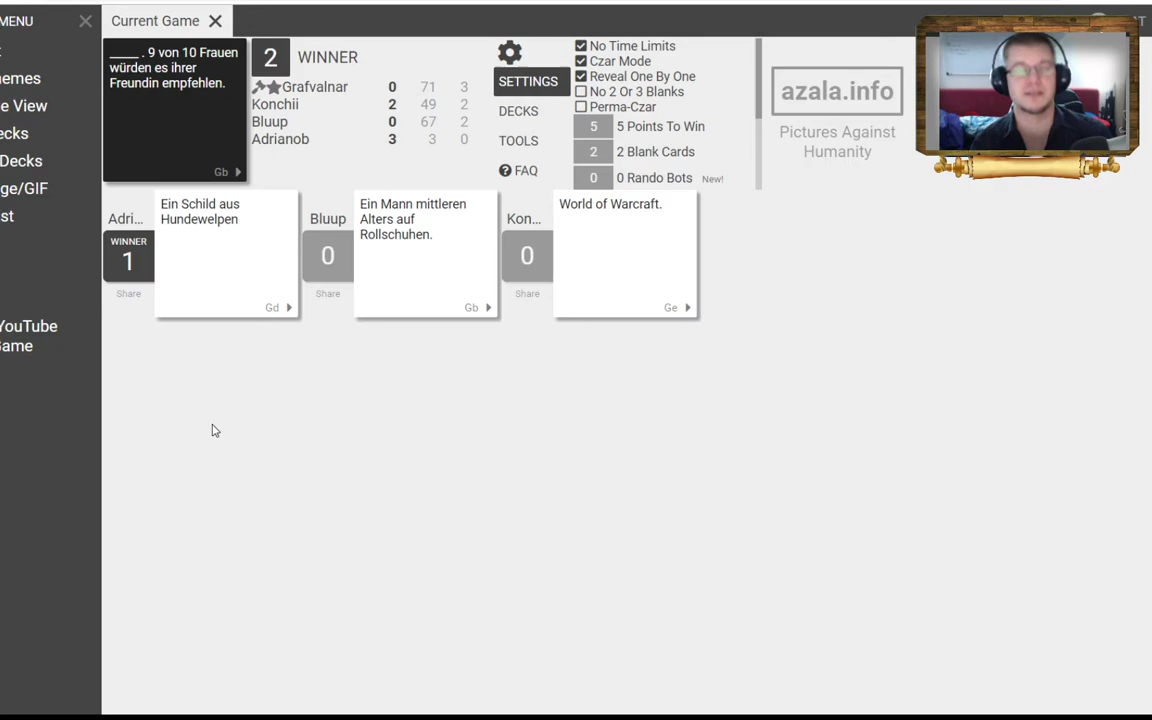 MENU
Current Game
emes
e View
ecks
Decks
ge/GIF
st
YouTube
ame
____ . 9 von 10 Frauen
würden es ihrer
Freundin empfehlen.
Gb
2 WINNER
Grafvalnar 0 71 3
Konchii 2 49 2
Bluup 0 67 2
Adrianob 3 3 0
SETTINGS
DECKS
TOOLS
FAQ
No Time Limits
Czar Mode
Reveal One By One
No 2 Or 3 Blanks
Perma-Czar
5 5 Points To Win
2 2 Blank Cards
0 0 Rando Bots New!
azala.info
Pictures Against
Humanity
Adri...
WINNER
1
Share
Ein Schild aus
Hundewelpen
Gd
Bluup
0
Share
Ein Mann mittleren
Alters auf
Rollschuhen.
Gb
Kon...
0
Share
World of Warcraft.
Ge